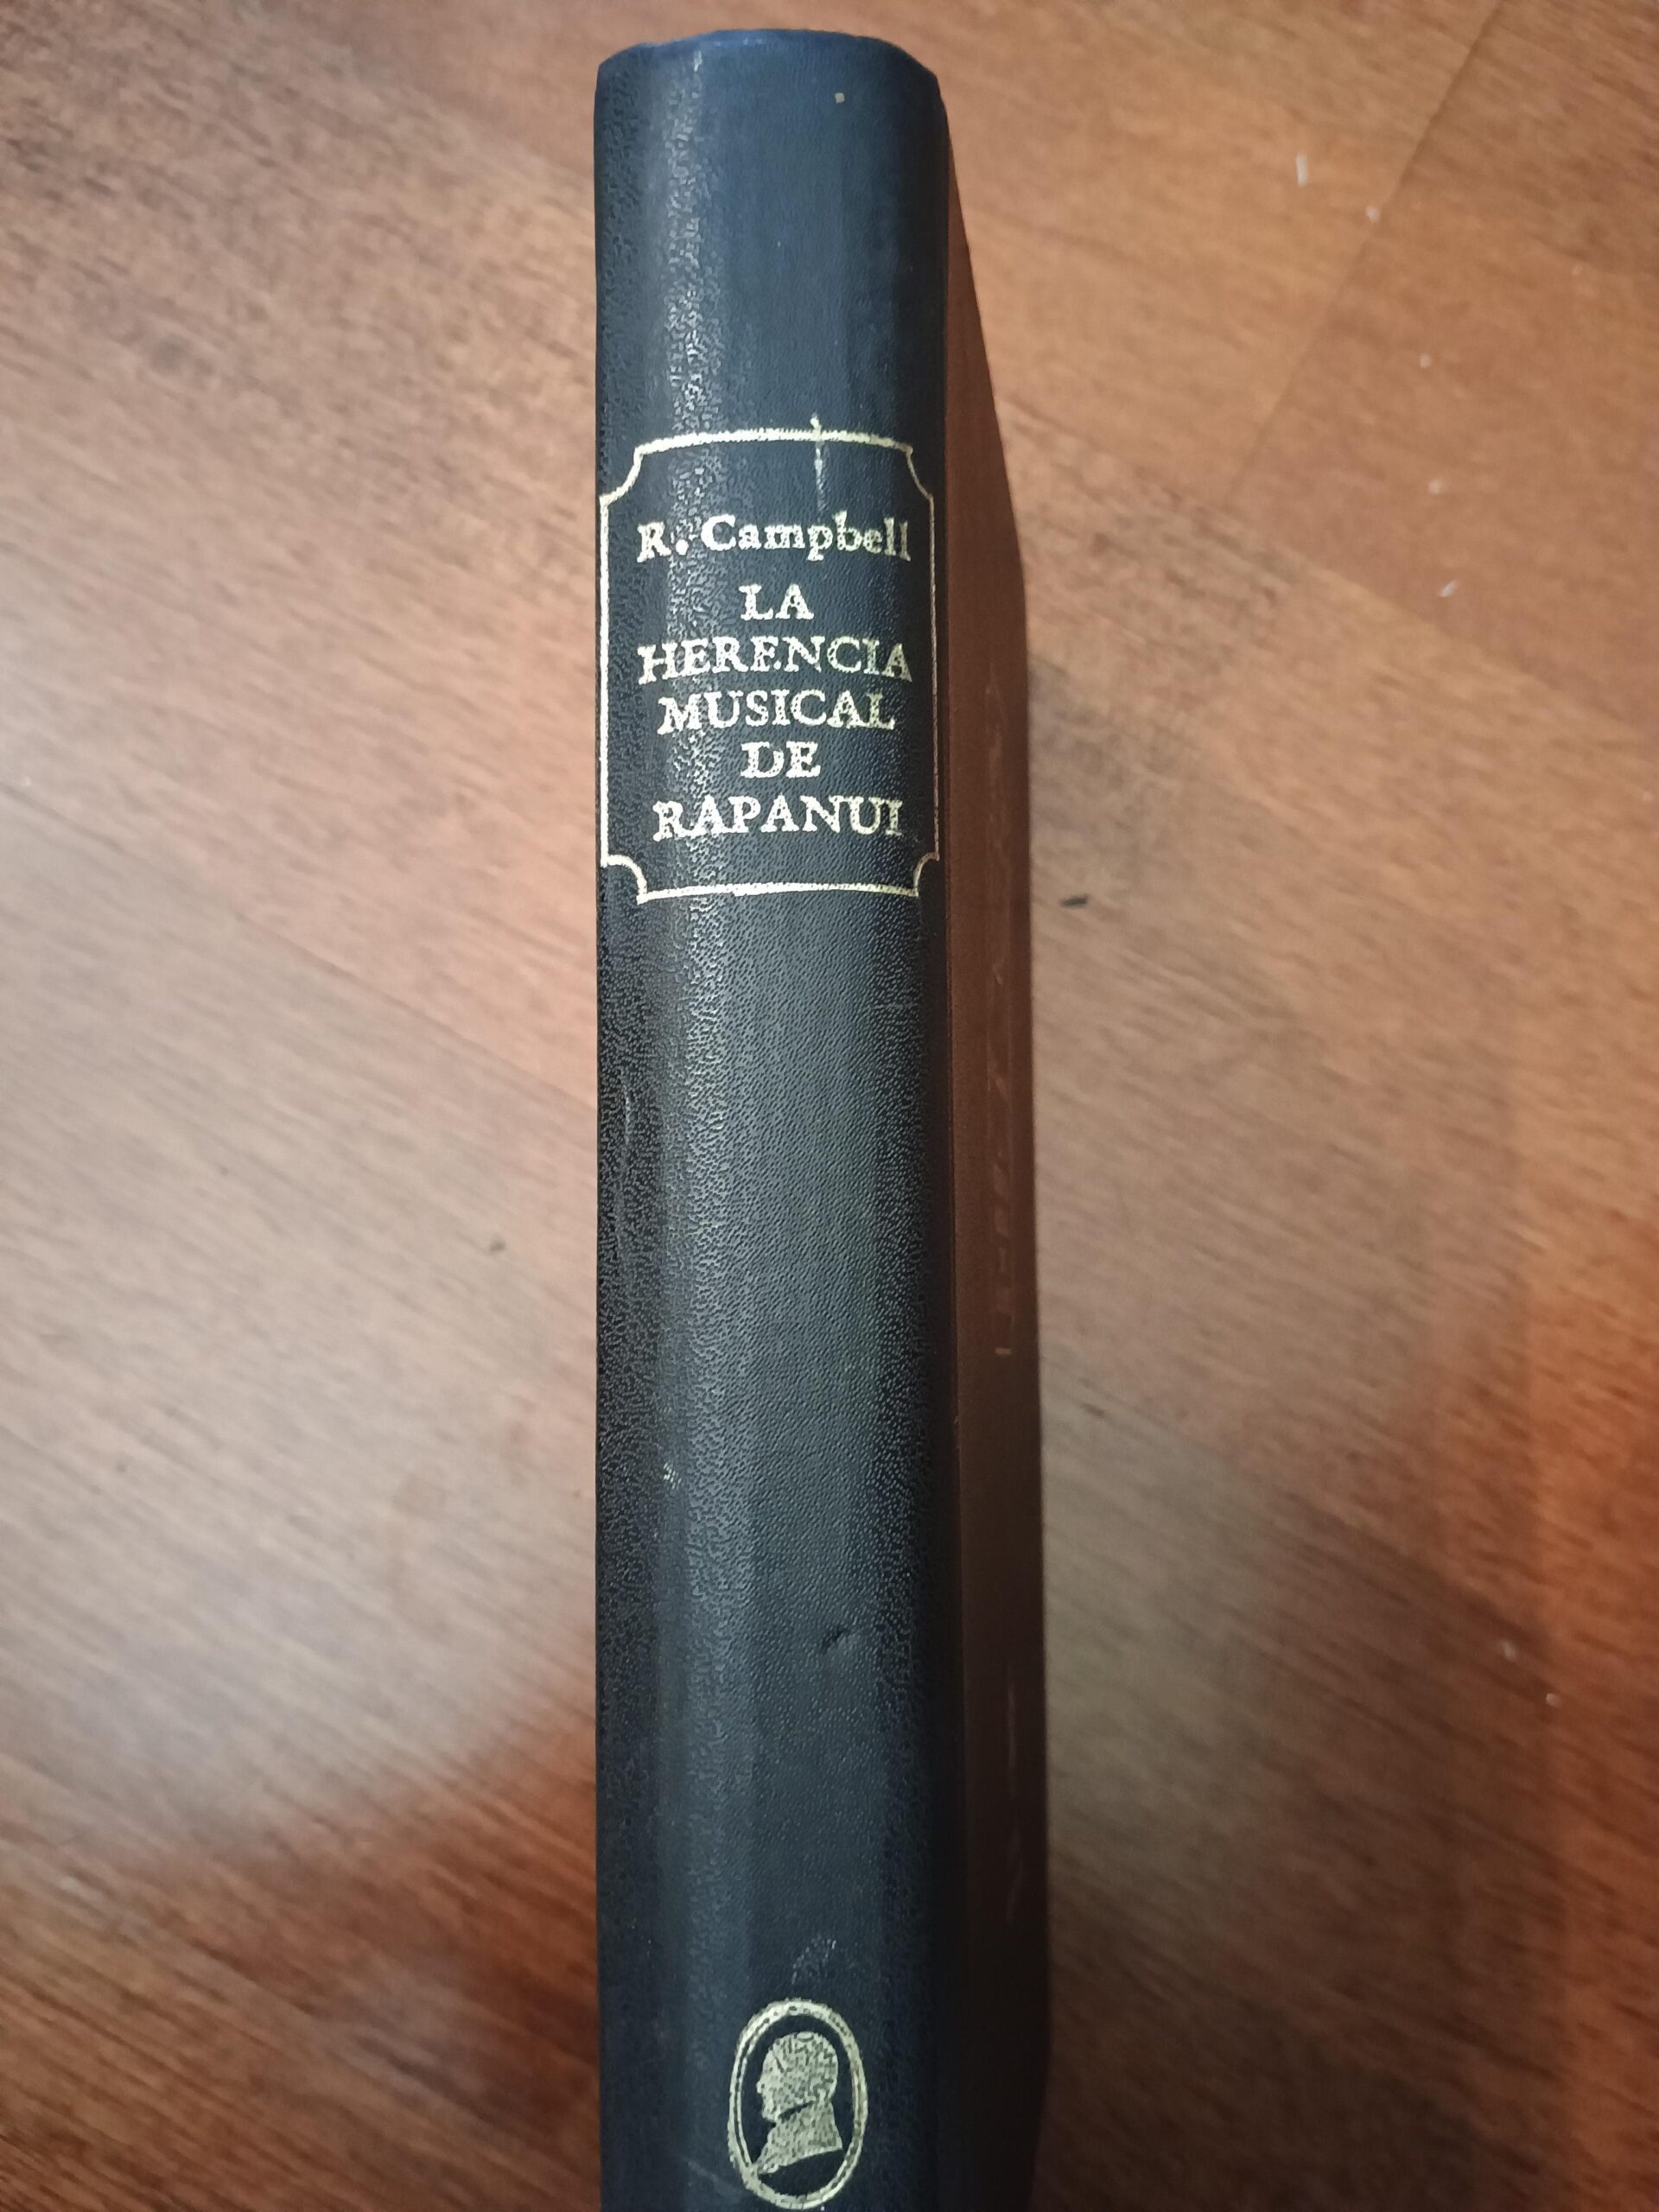 R. Campbell
LA
HERENCIA
MUSICAL
DE
RAPANUI